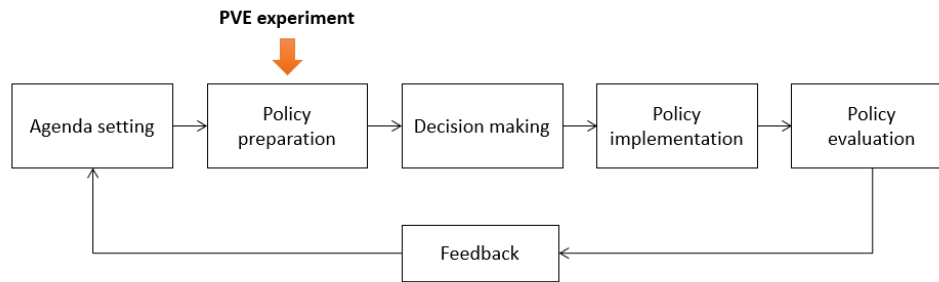 PVE experiment
Agenda setting
Policy
preparation
Decision making
Policy
implementation
Policy
evaluation
Feedback